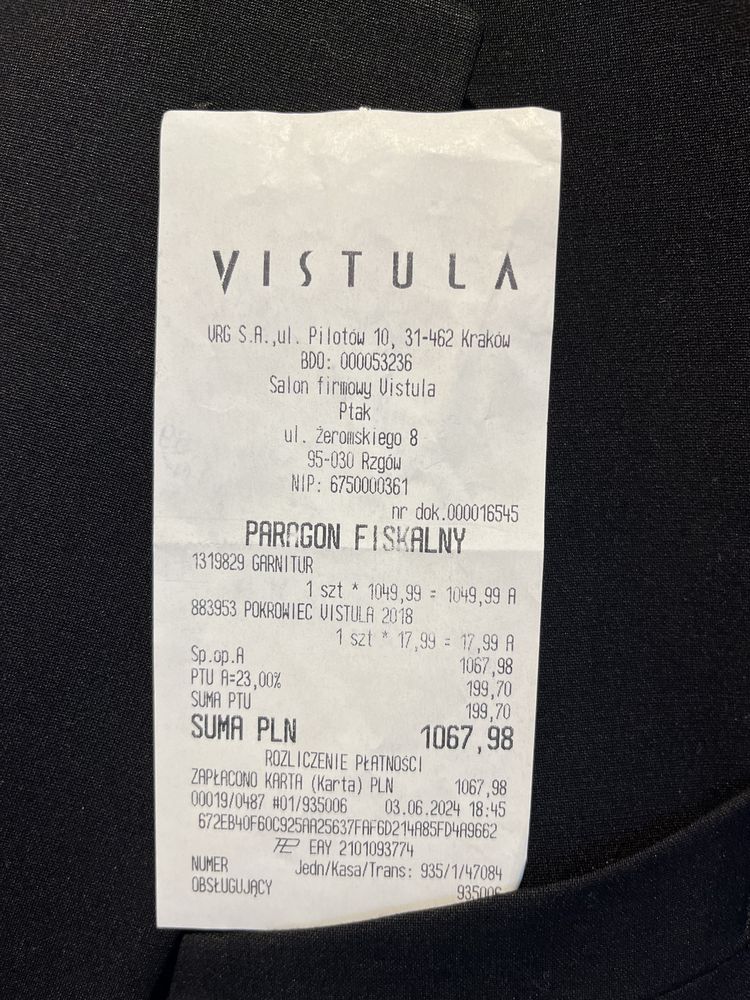 VISTULA
VRG S.A.,ul. Pilotów 10, 31-462 Kraków
BDO: 000053236
Salon firmowy Vistula
Ptak
ul. Żeromskiego 8
95-030 Rzgów
NIP: 6750000361
nr dok.000016545
PARAGON FISKALNY
1319829 GARNITUR
1 szt * 1049,99 = 1049,99 A
883953 POKROWIEC VISTULA 2018
1 szt * 17,99 = 17,99 A
Sp.op.A 1067,98
PTU A=23,00% 199,70
SUMA PTU 199,70
SUMA PLN 1067,98
ROZLICZENIE PŁATNOŚCI
ZAPŁACONO KARTA (Karta) PLN 1067,98
00019/0487 #01/935006 03.06.2024 18:45
672EB40F60C925AA25637FAF6D214A85FD4A9662
EAY 2101093774
NUMER Jedn/Kasa/Trans: 935/1/47084
OBSŁUGUJĄCY 935006